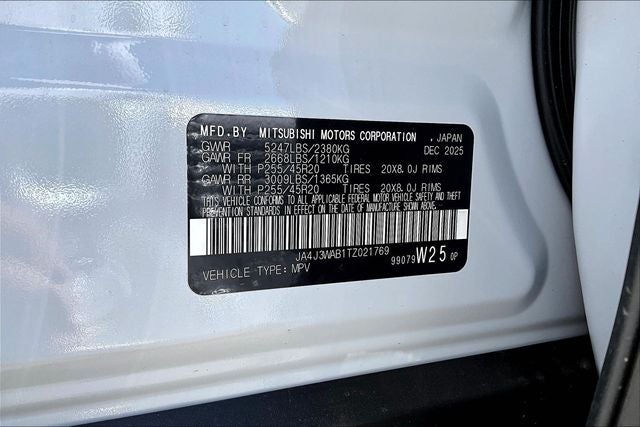 MFD.BY MITSUBISHI MOTORS CORPORATION . JAPAN
GVWR 5247LBS/2380KG DEC 2025
GAWR FR 2668LBS/1210KG
WITH P255/45R20 TIRES 20X8.0J RIMS
GAWR RR 3009LBS/1365KG
WITH P255/45R20 TIRES 20X8.0J RIMS
THIS VEHICLE CONFORMS TO ALL APPLICABLE FEDERAL MOTOR VEHICLE SAFETY AND THEFT
PREVENTION STANDARDS IN EFFECT ON THE DATE OF MANUFACTURE SHOWN ABOVE.
JA4J3WAB1TZ021769
99079 W25 0P
VEHICLE TYPE: MPV